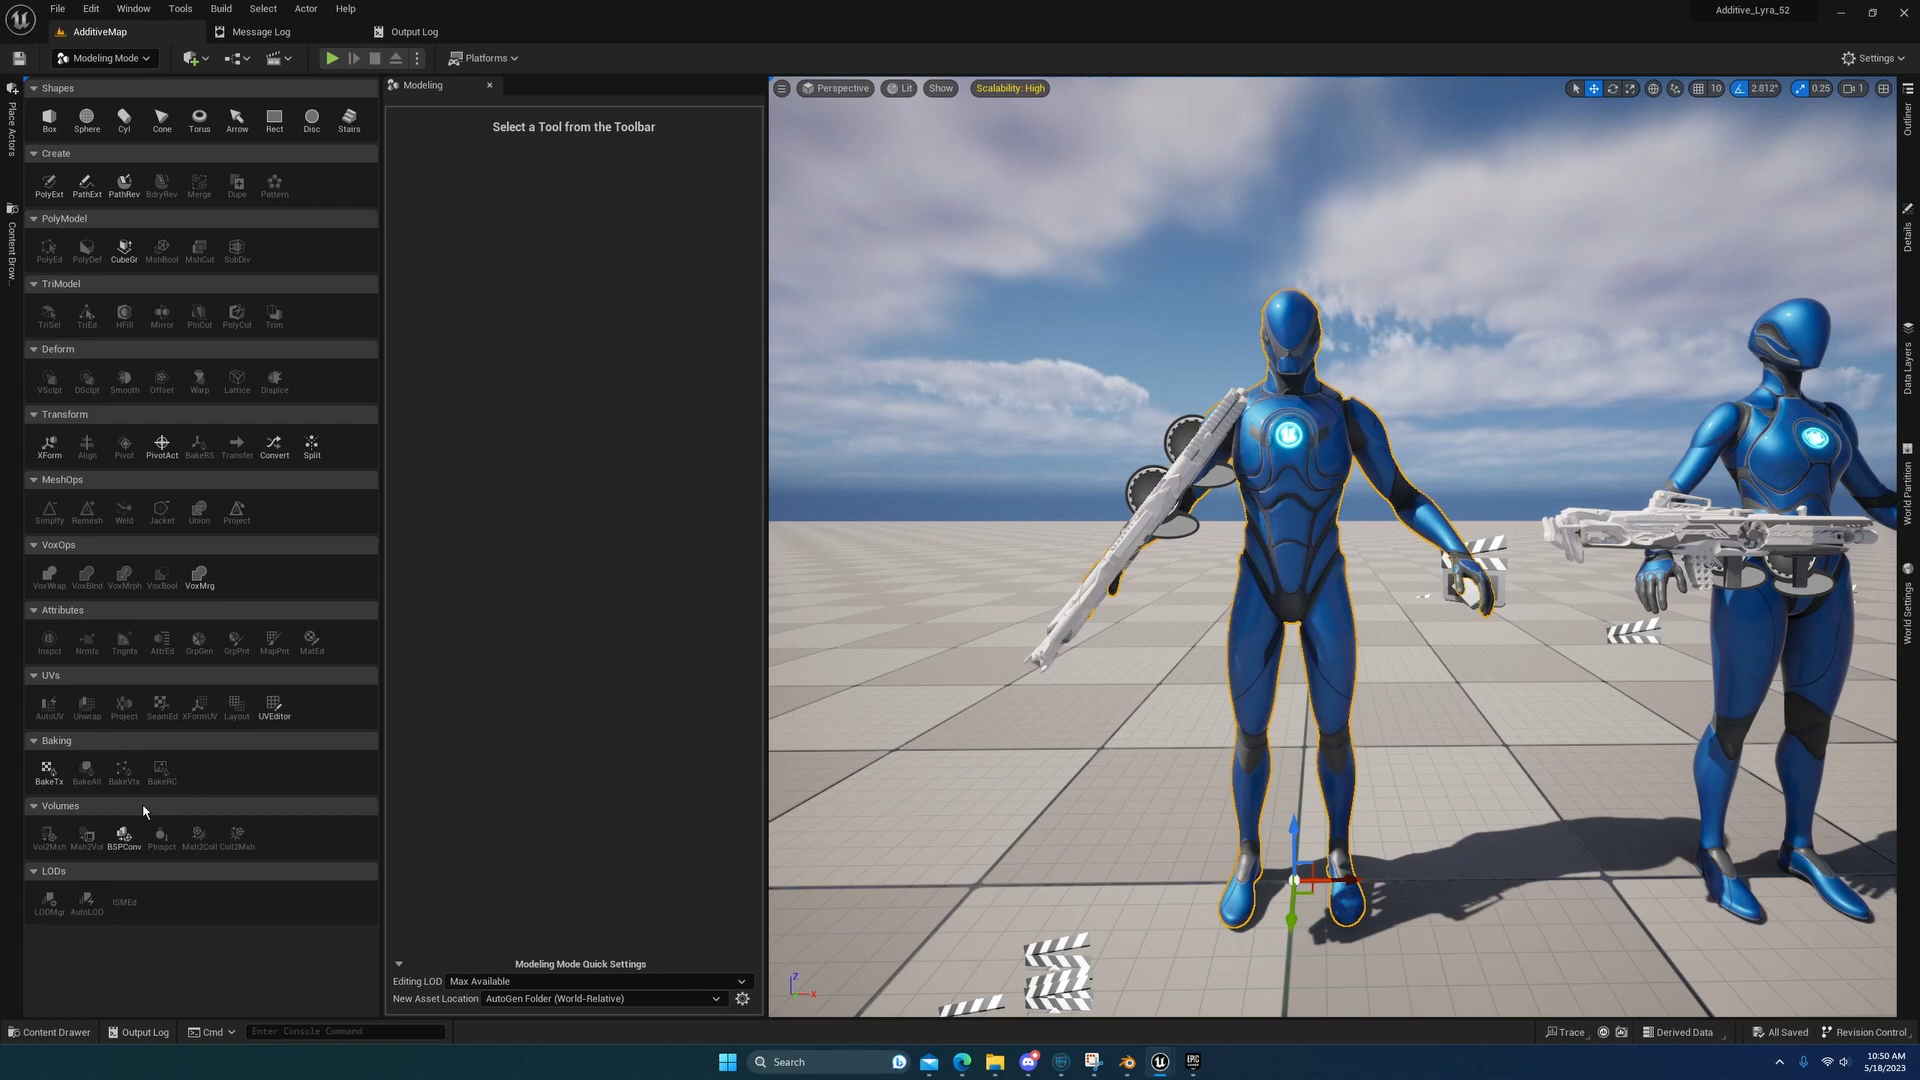 File Edit Window Tools Build Select Actor Help
Additive_Lyra_52
AdditiveMap Message Log Output Log
Modeling Mode Platforms Settings
Place Actors
Content Brow...
Shapes
Box Sphere Cyl Cone Torus Arrow Rect Disc Stairs
Create
PolyExt PathExt PathRev BdryRev Merge Dupe Pattern
PolyModel
PolyEd PolyDef CubeGr MshBool MshCut SubDiv
TriModel
TriSel TriEd HFill Mirror PlnCut PolyCut Trim
Deform
VSclpt DSclpt Smooth Offset Warp Lattice Displce
Transform
XForm Align Pivot PivotAct BakeRS Transfer Convert Split
MeshOps
Simplfy Remesh Weld Jacket Union Project
VoxOps
VoxWrap VoxBlnd VoxMrph VoxBool VoxMrg
Attributes
Inspct Nrmls Tngnts AttrEd GrpGen GrpPnt MapPnt MatEd
UVs
AutoUV Unwrap Project SeamEd XFormUV Layout UVEditor
Baking
BakeTx BakeAll BakeVtx BakeRC
Volumes
Vol2Msh Msh2Vol BSPConv PInspct Msh2Coll Coll2Msh
LODs
LODMgr AutoLOD ISMEd
Modeling
Select a Tool from the Toolbar
Modeling Mode Quick Settings
Editing LOD Max Available
New Asset Location AutoGen Folder (World-Relative)
Perspective Lit Show Scalability: High 10 2.812° 0.25 1
Z
X
Outliner
Details
Data Layers
World Partition
World Settings
Content Drawer Output Log Cmd Enter Console Command Trace Derived Data All Saved Revision Control
Search
EPIC
10:50 AM
5/18/2023